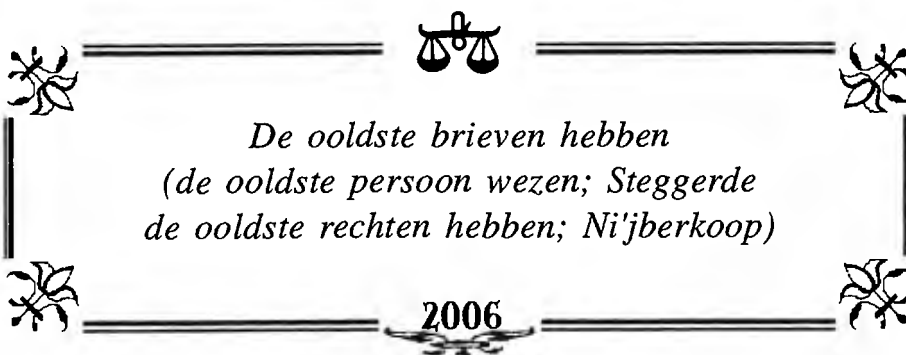 De ooldste brieven hebben
(de ooldste persoon wezen; Steggerde
de ooldste rechten hebben; Ni'jberkoop)
2006